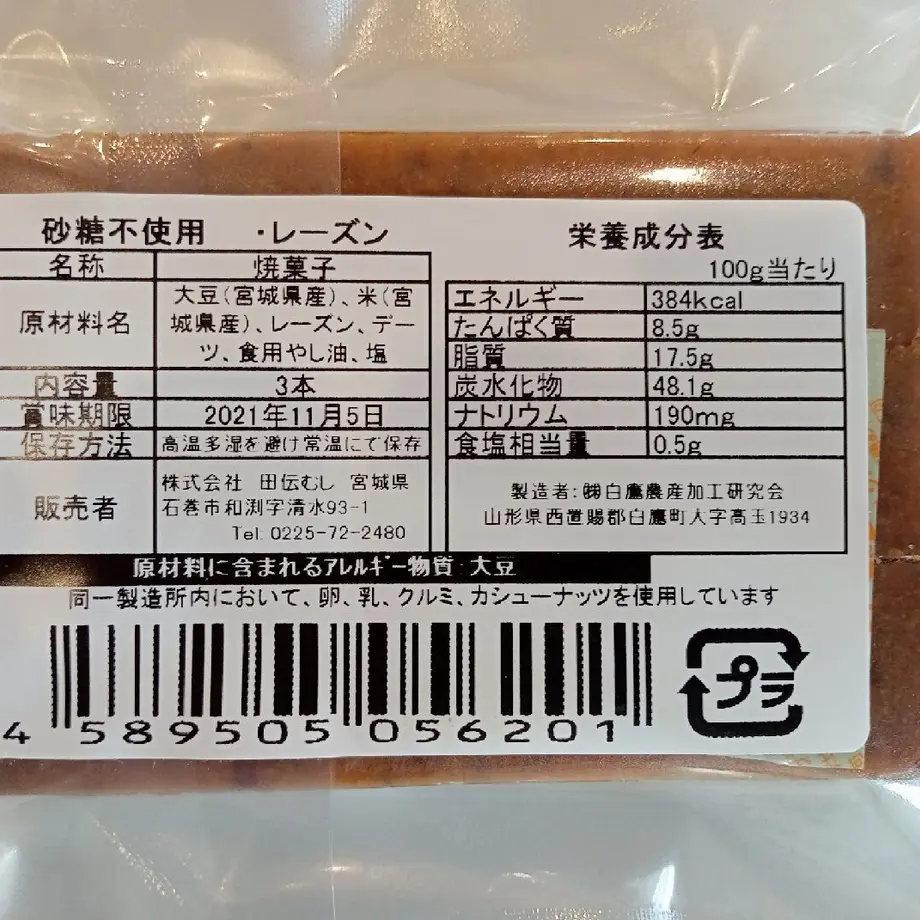 砂糖不使用　・レーズン
名称 焼菓子
原材料名 大豆(宮城県産)、米(宮
城県産)、レーズン、デー
ツ、食用やし油、塩
内容量 3本
賞味期限 2021年11月5日
保存方法 高温多湿を避け常温にて保存
販売者 株式会社　田伝むし　宮城県
石巻市和渕字清水93-1
Tel: 0225-72-2480
栄養成分表
100g当たり
エネルギー 384kcal
たんぱく質 8.5g
脂質 17.5g
炭水化物 48.1g
ナトリウム 190mg
食塩相当量 0.5g
製造者:㈱白鷹農産加工研究会
山形県西置賜郡白鷹町大字高玉1934
原材料に含まれるアレルギー物質:大豆
同一製造所内において、卵、乳、クルミ、カシューナッツを使用しています
4 589505 056201
プラ